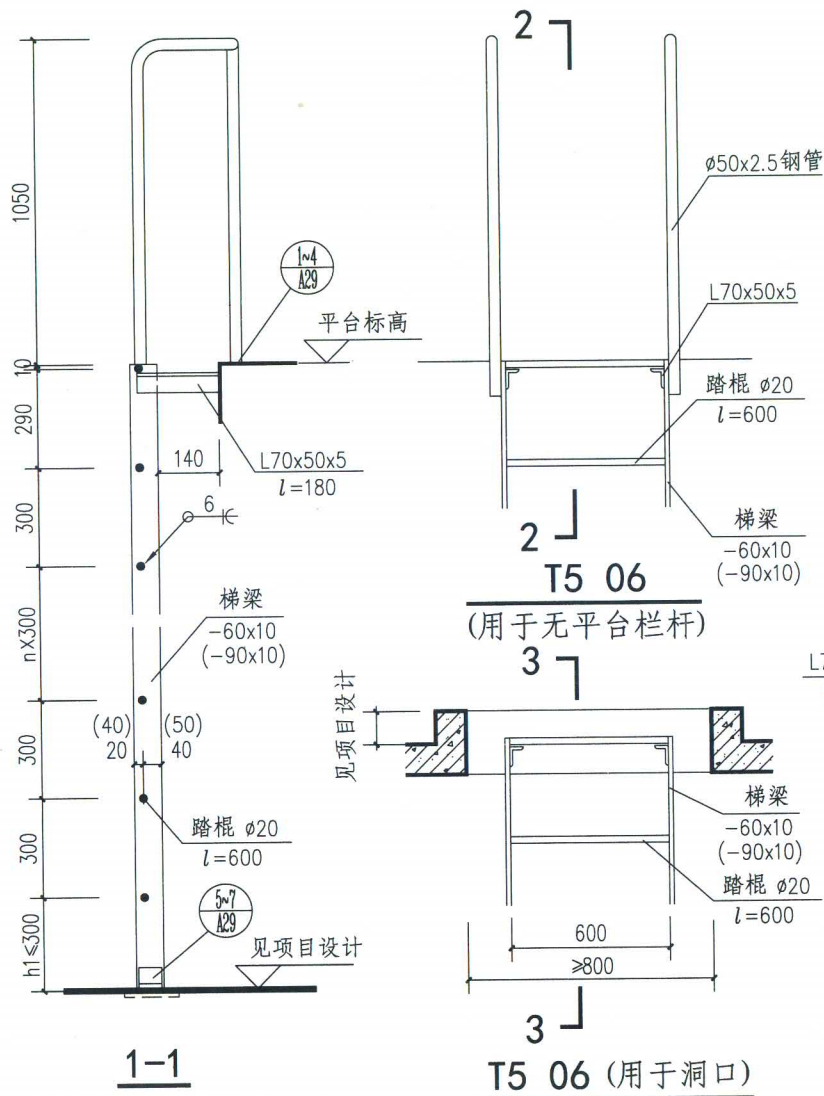 2
2
1050
10
290
300
n×300
300
300
h1≤300
1~4
A29
平台标高
140
L70x50x5
l=180
6
梯梁
-60x10
(-90x10)
(40)
(50)
20
40
踏棍 ø20
l=600
5~7
A29
见项目设计
1-1
ø50x2.5钢管
L70x50x5
踏棍 ø20
l=600
梯梁
-60x10
(-90x10)
T5 06
(用于无平台栏杆)
3
L7
见项目设计
梯梁
-60x10
(-90x10)
踏棍 ø20
l=600
600
≥800
3
T5 06 (用于洞口)